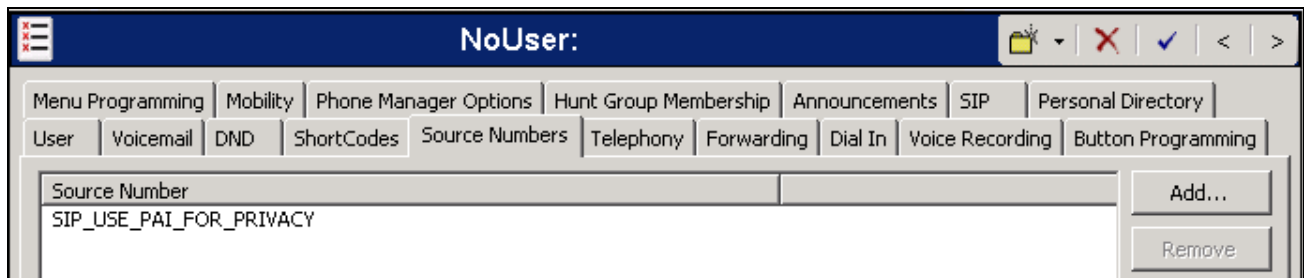 NoUser:
Menu Programming Mobility Phone Manager Options Hunt Group Membership Announcements SIP Personal Directory
User Voicemail DND ShortCodes Source Numbers Telephony Forwarding Dial In Voice Recording Button Programming
Source Number Add...
SIP_USE_PAI_FOR_PRIVACY
Remove